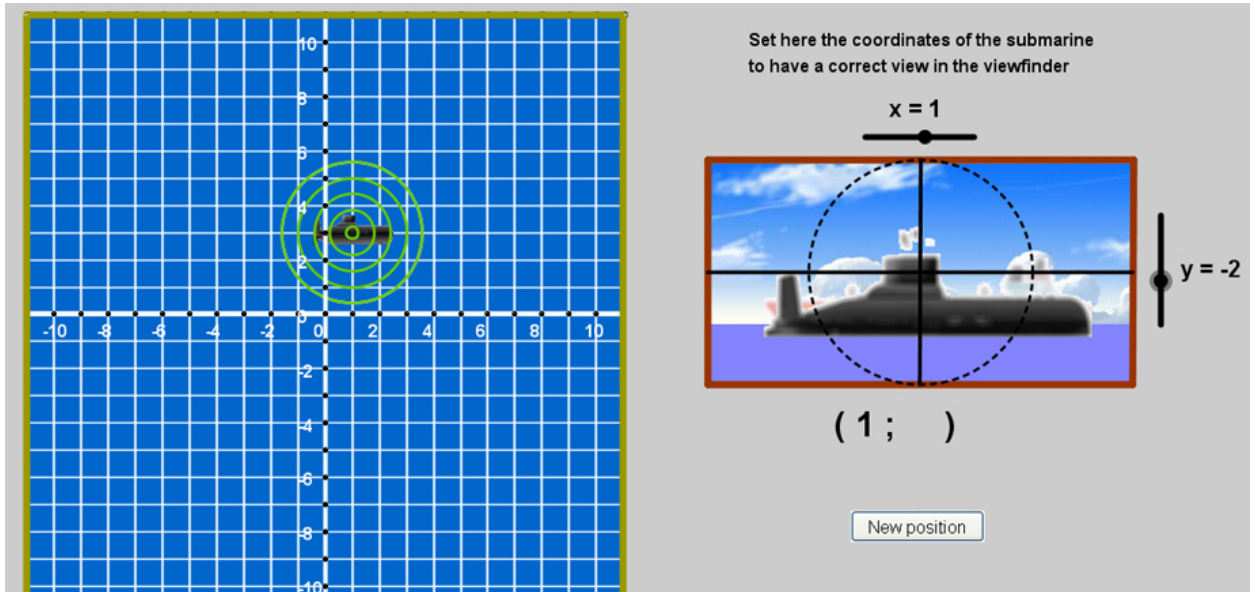 10
8
6
4
2
0
-10 -8 -6 -4 -2 0 2 4 6 8 10
-2
-4
-6
-8
-10
Set here the coordinates of the submarine
to have a correct view in the viewfinder
x = 1
y = -2
( 1 ; )
New position